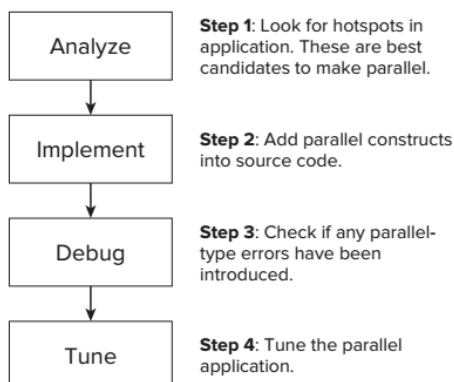 Analyze
Step 1: Look for hotspots in
application. These are best
candidates to make parallel.
Implement
Step 2: Add parallel constructs
into source code.
Debug
Step 3: Check if any parallel-
type errors have been
introduced.
Tune
Step 4: Tune the parallel
application.